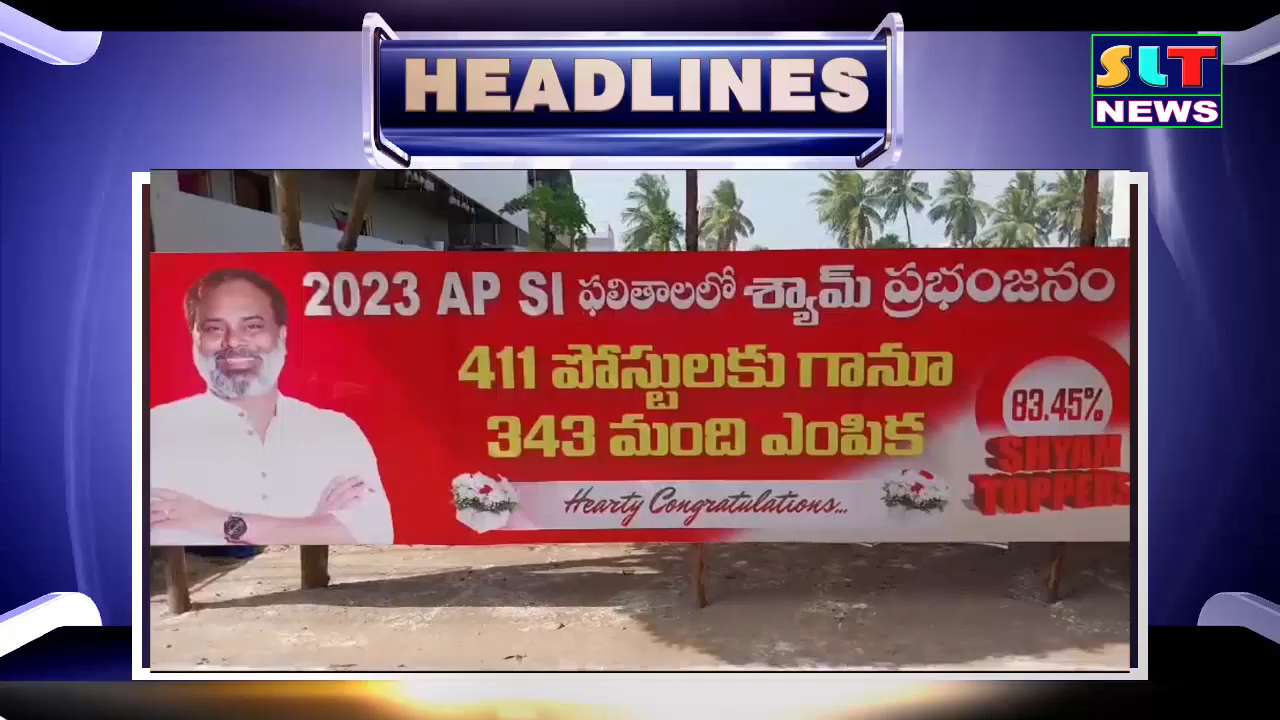 HEADLINES
SLT
NEWS
2023 AP SI ఫలితాలలో శ్యామ్ ప్రభంజనం
411 పోస్టులకు గానూ
343 మంది ఎంపిక
83.45%
SHYAM
TOPPERS
Hearty Congratulations...